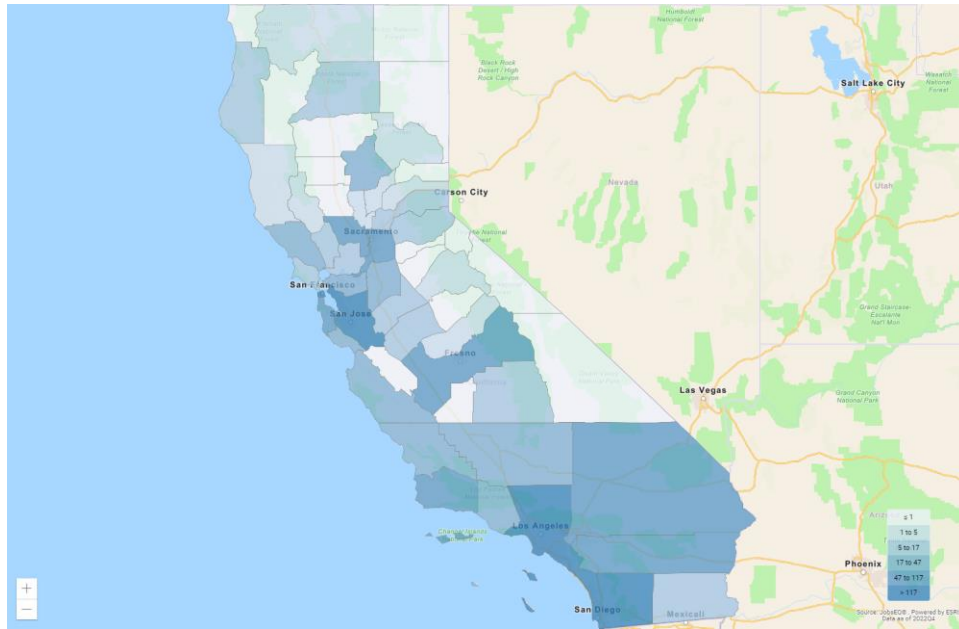 Humboldt
National Forest
Black Rock
Desert / High
Rock Canyon
Salt Lake City
Wasatch
National
Forest
Carson City
Nevada
Utah
Sacramento
San Francisco
San Jose
Fresno
Grand Staircase-
Escalante
Nat'l Mon
Las Vegas
Grand Canyon
National Park
Los Angeles
Phoenix
San Diego
Mexicali
≤ 1
1 to 5
5 to 17
17 to 47
47 to 117
> 117
+
−
Source: JobsEQ®, Powered by ESRI
Data as of 2022Q4